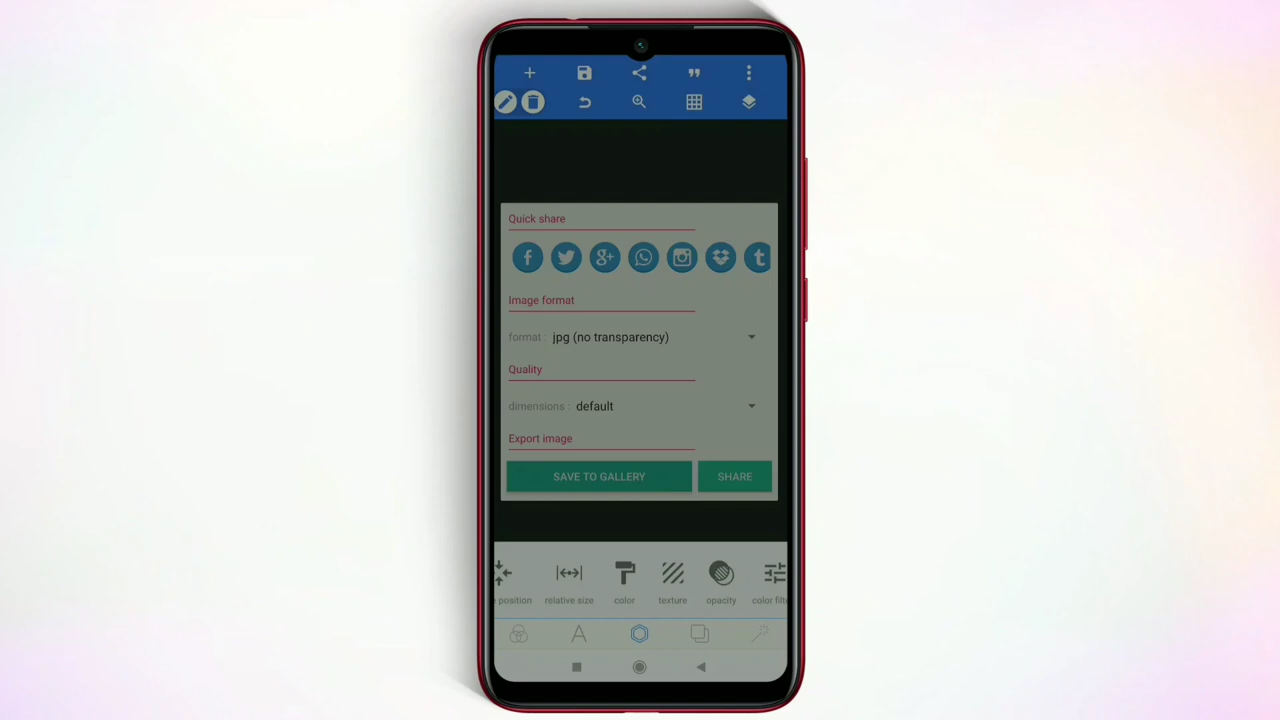 Quick share
Image format
format : jpg (no transparency)
Quality
dimensions : default
Export image
SAVE TO GALLERY SHARE
position relative size color texture opacity color filt